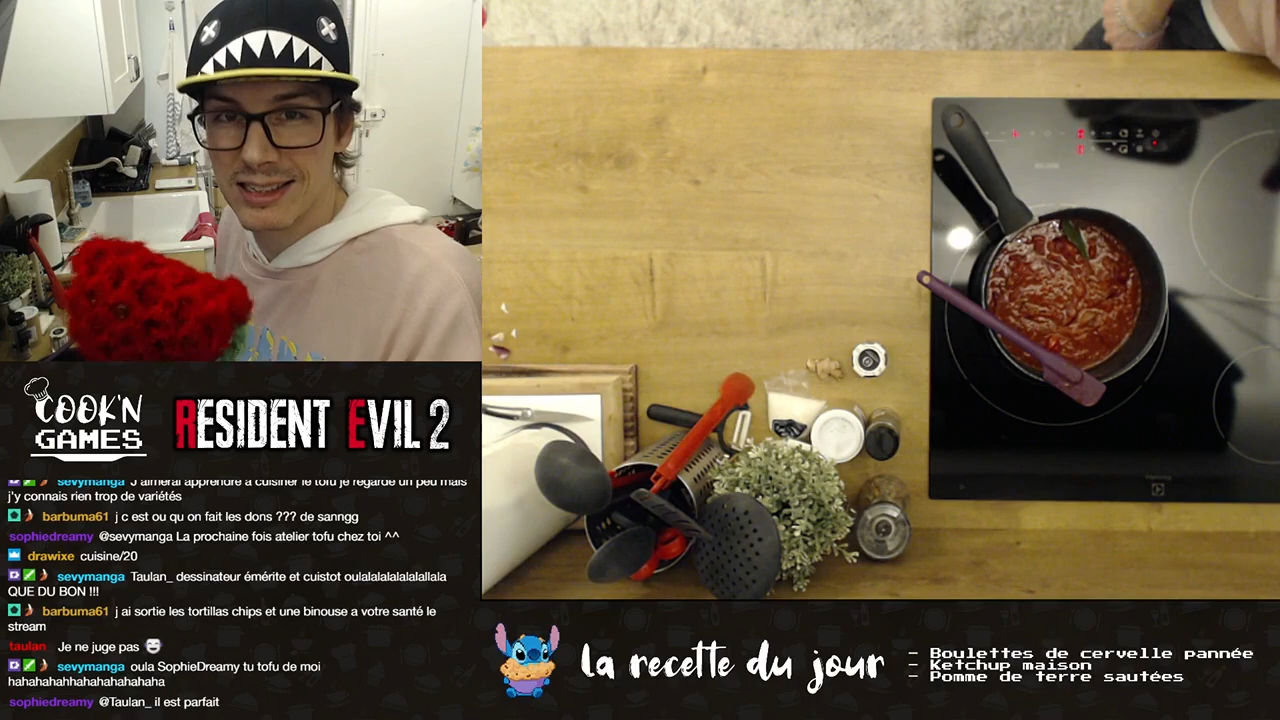 COOK'N
GAMES
RESIDENT EVIL 2
sevymanga J'aimerai apprendre à cuisiner le tofu je regarde un peu mais
j'y connais rien trop de variétés
barbuma61 j c est ou qu on fait les dons ??? de sanngg
sophiedreamy @sevymanga La prochaine fois atelier tofu chez toi ^^
drawixe cuisine/20
sevymanga Taulan_ dessinateur émérite et cuistot oulalalalalalalallala
QUE DU BON !!!
barbuma61 j ai sortie les tortillas chips et une binouse a votre santé le
stream
taulan Je ne juge pas
sevymanga oula SophieDreamy tu tofu de moi
hahahahahhahahahahahaha
sophiedreamy @Taulan_ il est parfait
la recette du jour
- Boulettes de cervelle pannée
- Ketchup maison
- Pomme de terre sautées